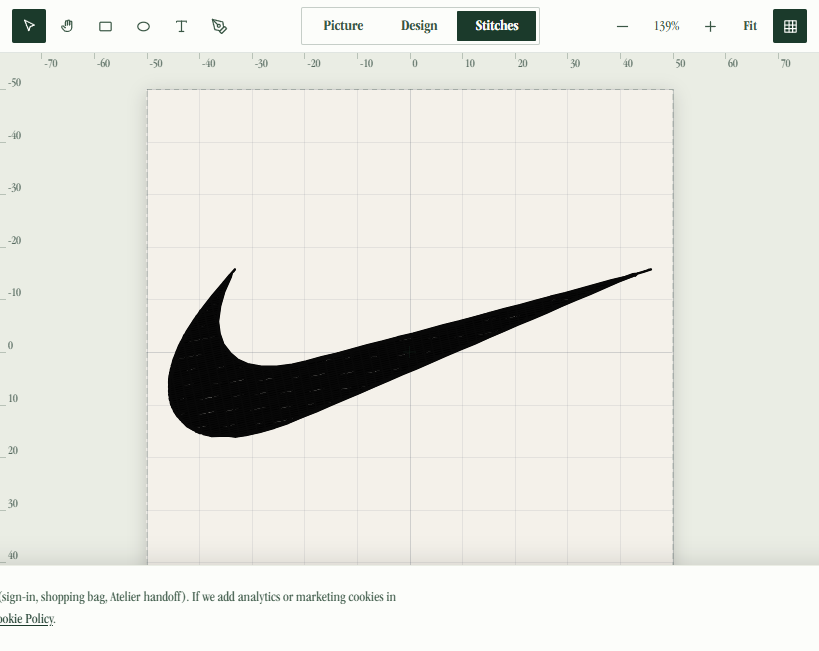 Picture Design Stitches 139% Fit
-70 -60 -50 -40 -30 -20 -10 0 10 20 30 40 50 60 70
-50
-40
-30
-20
-10
0
10
20
30
40
(sign-in, shopping bag, Atelier handoff). If we add analytics or marketing cookies in
ookie Policy.